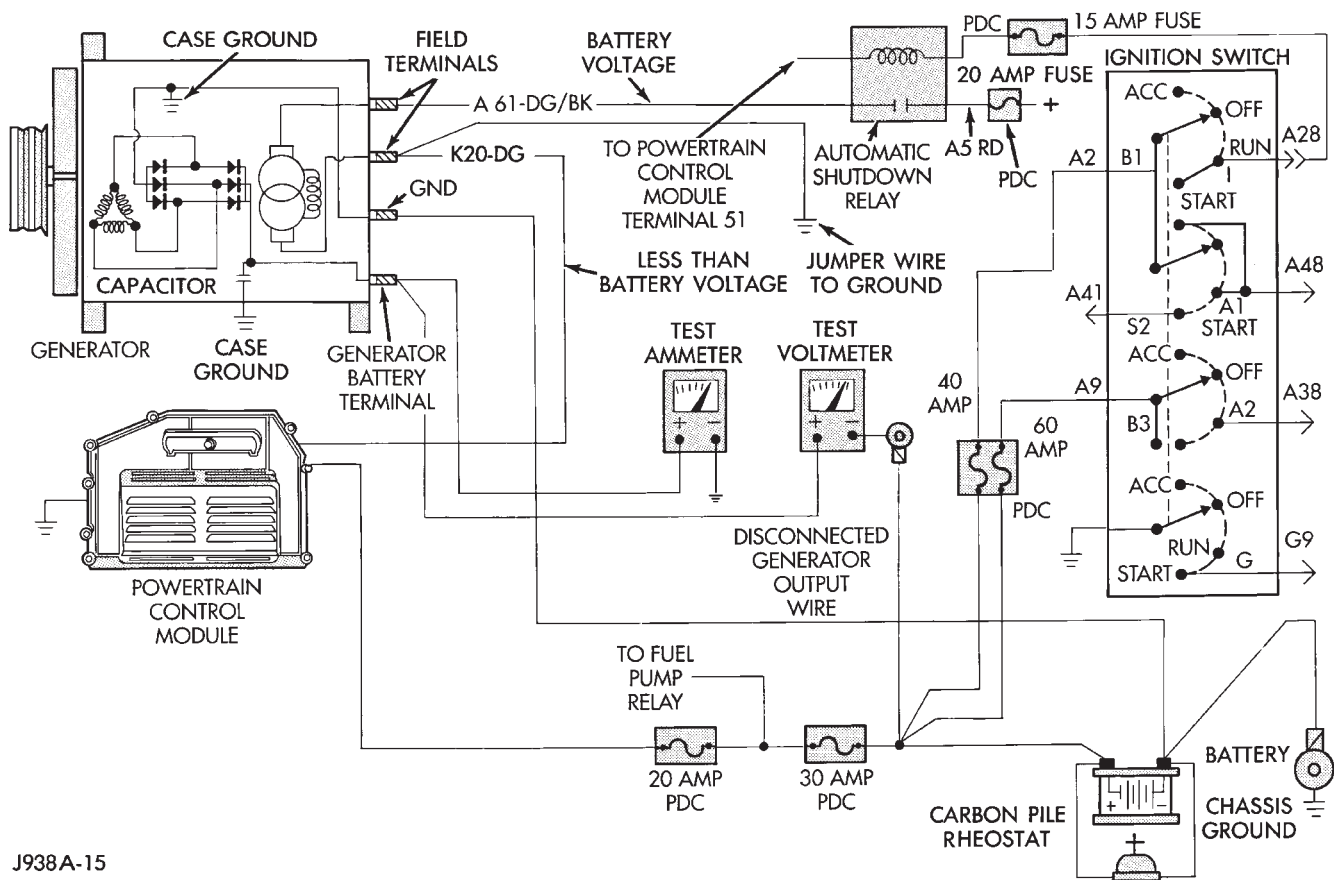 CASE GROUND
FIELD
TERMINALS
BATTERY
VOLTAGE
PDC
15 AMP FUSE
20 AMP FUSE
IGNITION SWITCH
A 61-DG/BK
K20-DG
GND
+
A5 RD
PDC
TO POWERTRAIN
CONTROL
MODULE
TERMINAL 51
AUTOMATIC
SHUTDOWN
RELAY
ACC
OFF
RUN
A28
A2
B1
I
START
CAPACITOR
LESS THAN
BATTERY VOLTAGE
JUMPER WIRE
TO GROUND
A48
A41
A1
S2
START
GENERATOR
CASE
GROUND
GENERATOR
BATTERY
TERMINAL
TEST
AMMETER
TEST
VOLTMETER
+ −
+ −
40
AMP
60
AMP
PDC
ACC
OFF
A9
A38
B3
A2
ACC
OFF
RUN
G9
START
G
DISCONNECTED
GENERATOR
OUTPUT
WIRE
POWERTRAIN
CONTROL
MODULE
TO FUEL
PUMP
RELAY
20 AMP
PDC
30 AMP
PDC
BATTERY
+ −
CARBON PILE
RHEOSTAT
CHASSIS
GROUND
J938A-15